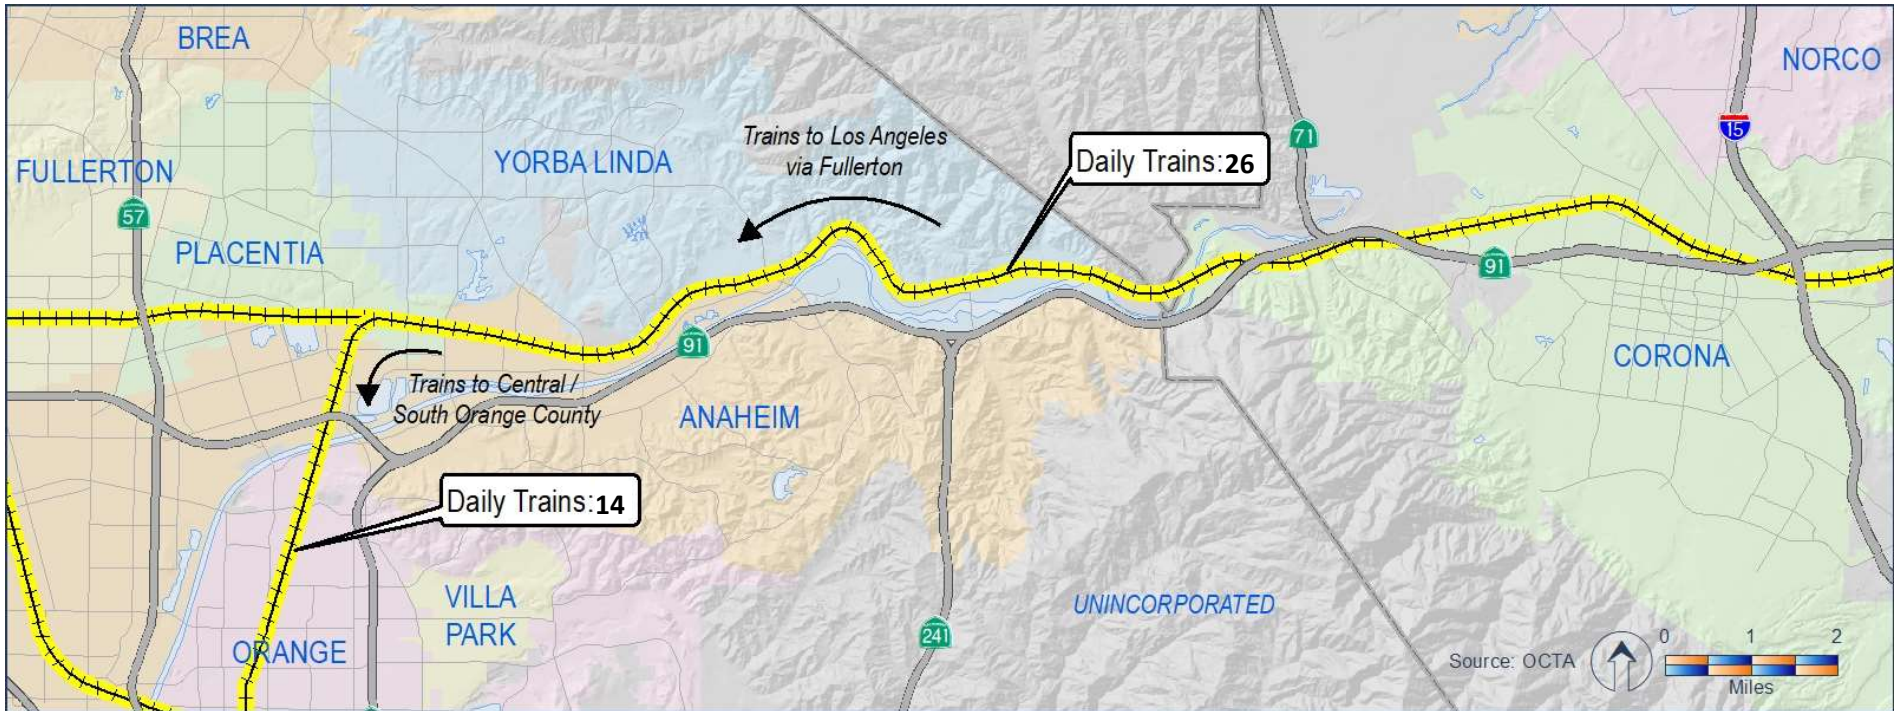 BREA
NORCO
15
71
Trains to Los Angeles
via Fullerton
Daily Trains: 26
YORBA LINDA
FULLERTON
57
PLACENTIA
91
91
CORONA
Trains to Central /
South Orange County
ANAHEIM
Daily Trains: 14
VILLA
PARK
UNINCORPORATED
241
ORANGE
Source: OCTA
0 1 2
Miles